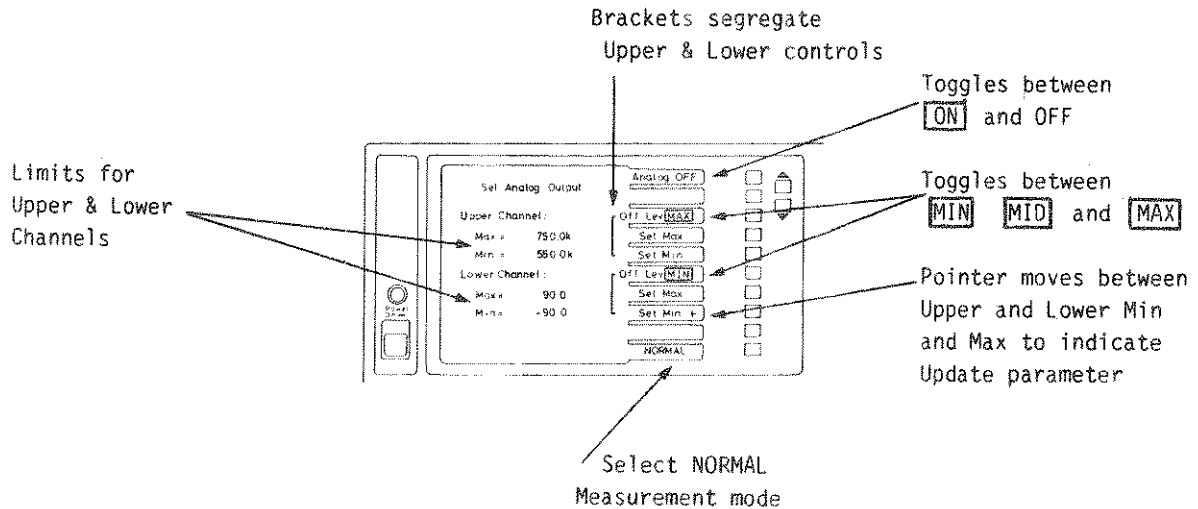 Brackets segregate
Upper & Lower controls
Toggles between
ON and OFF
Limits for
Upper & Lower
Channels
Toggles between
MIN MID and MAX
Pointer moves between
Upper and Lower Min
and Max to indicate
Update parameter
Select NORMAL
Measurement mode
Set Analog Output
Upper Channel:
Max = 750.0k
Min = 580.0k
Lower Channel:
Max = 90.0
Min = -90.0
Analog OFF
Off Lev MAX
Set Max
Set Min
Off Lev MIN
Set Max
Set Min ←
NORMAL
POWER